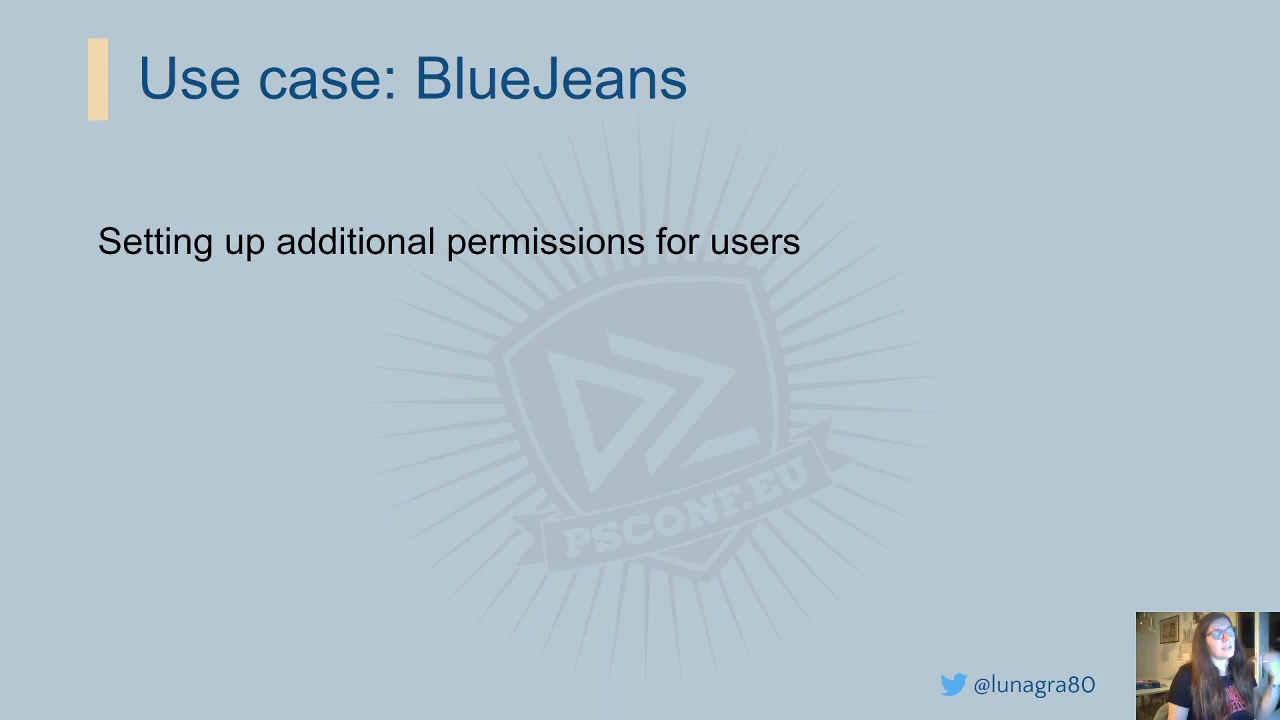 Use case: BlueJeans
Setting up additional permissions for users
PSCONF.EU
@lunagra80